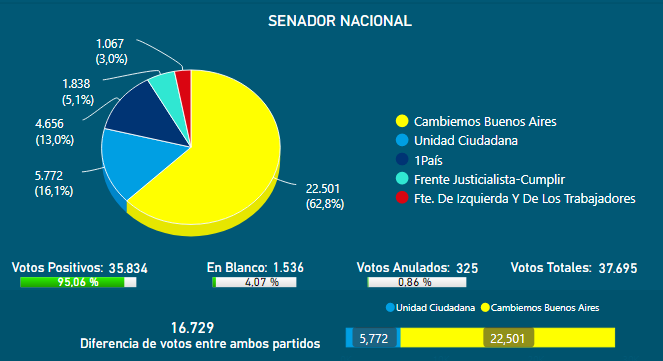 SENADOR NACIONAL
1.067
(3,0%)
1.838
(5,1%)
4.656
(13,0%)
5.772
(16,1%)
22.501
(62,8%)
Cambiemos Buenos Aires
Unidad Ciudadana
1País
Frente Justicialista-Cumplir
Fte. De Izquierda Y De Los Trabajadores
Votos Positivos: 35.834
95,06 %
En Blanco: 1.536
4,07 %
Votos Anulados: 325
0,86 %
Votos Totales: 37.695
Unidad Ciudadana Cambiemos Buenos Aires
16.729
Diferencia de votos entre ambos partidos
5,772 22,501